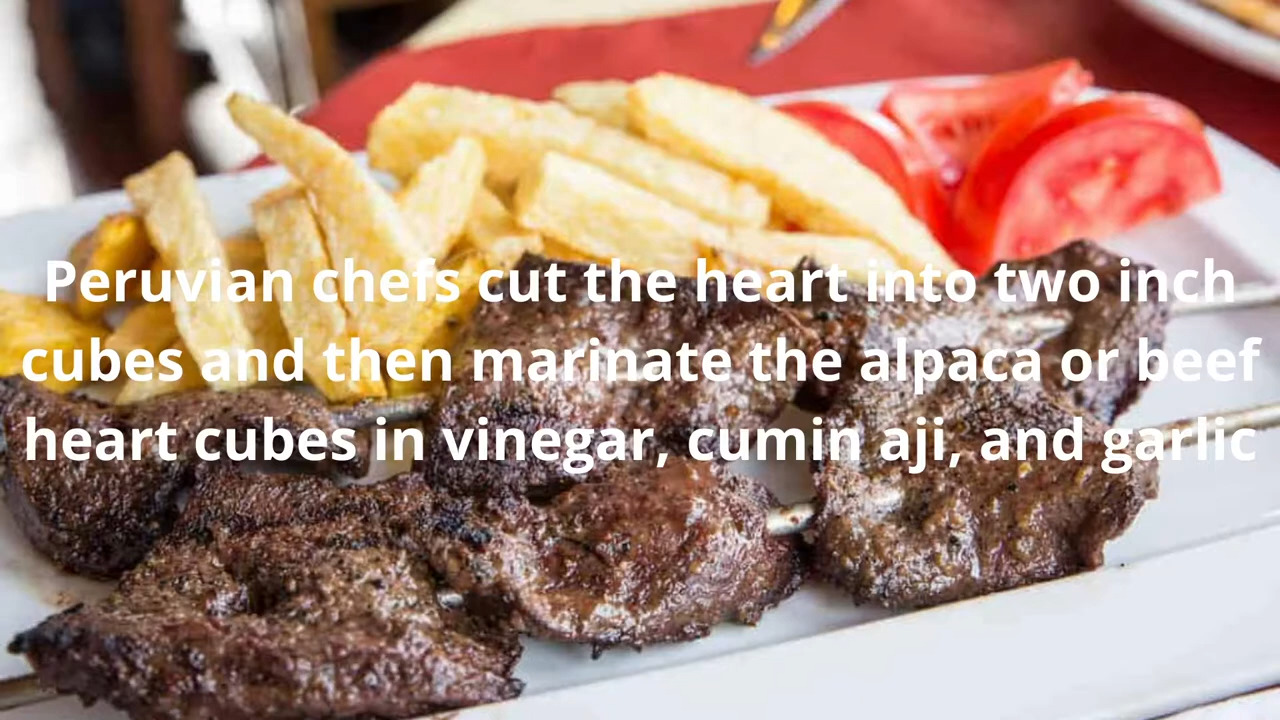 Peruvian chefs cut the heart into two inch
cubes and then marinate the alpaca or beef
heart cubes in vinegar, cumin aji, and garlic